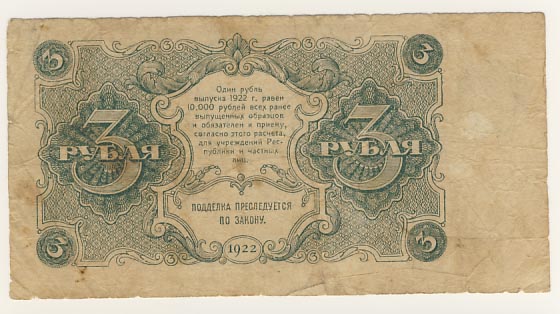 3 3
Один рубль
выпуска 1922 г. равен
10,000 рублей всех ранее
выпущенных образцов
и обязателен к приему,
согласно этого расчета,
для учреждений Рес-
публики и частных
лиц.
3 РУБЛЯ 3 РУБЛЯ
ПОДДЕЛКА ПРЕСЛЕДУЕТСЯ
ПО ЗАКОНУ.
3 1922 3